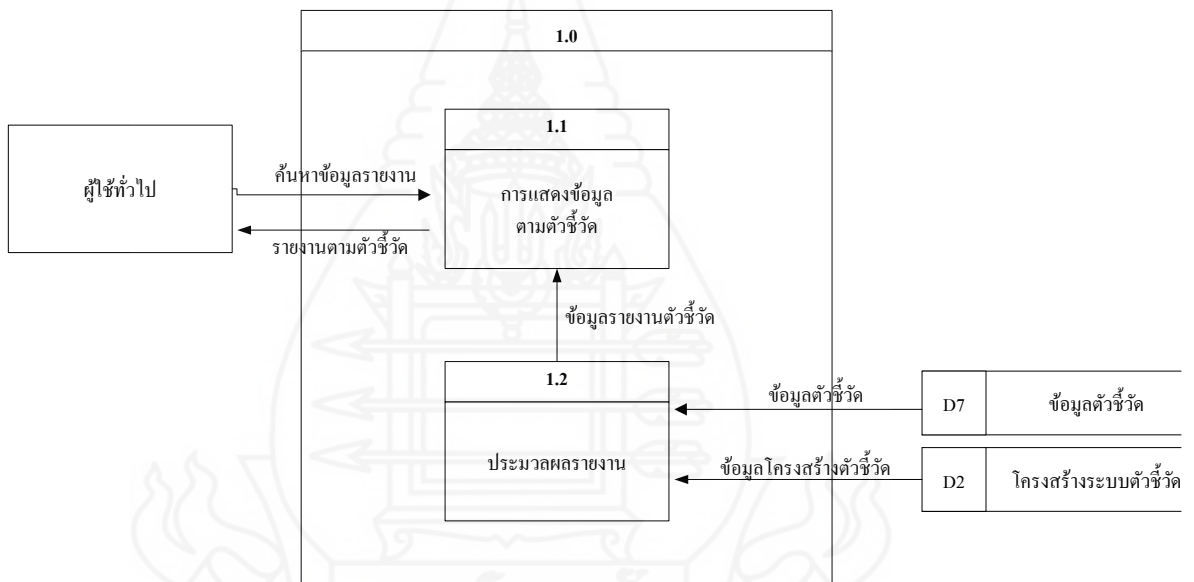 1.0
1.1
ผู้ใช้ทั่วไป
ค้นหาข้อมูลรายงาน
การแสดงข้อมูล
ตามตัวชี้วัด
รายงานตามตัวชี้วัด
ข้อมูลรายงานตัวชี้วัด
1.2
ข้อมูลตัวชี้วัด
D7
ข้อมูลตัวชี้วัด
ประมวลผลรายงาน
ข้อมูลโครงสร้างตัวชี้วัด
D2
โครงสร้างระบบตัวชี้วัด